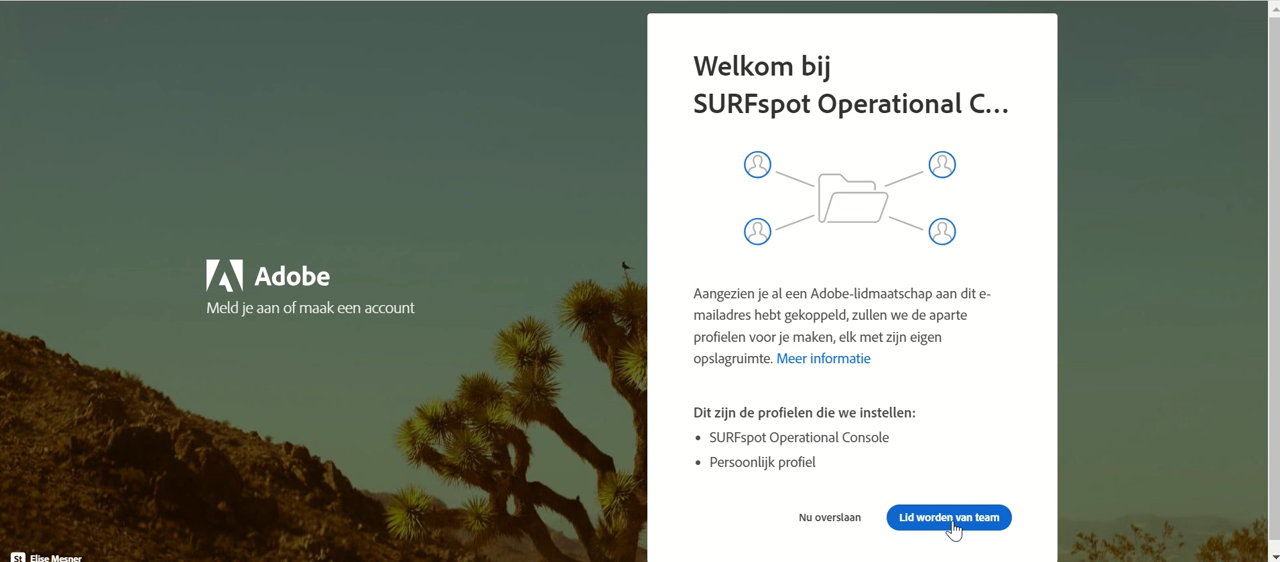 Welkom bij
SURFspot Operational C...
Adobe
Meld je aan of maak een account
Aangezien je al een Adobe-lidmaatschap aan dit e-
mailadres hebt gekoppeld, zullen we de aparte
profielen voor je maken, elk met zijn eigen
opslagruimte. Meer informatie
Dit zijn de profielen die we instellen:
• SURFspot Operational Console
• Persoonlijk profiel
Nu overslaan
Lid worden van team
St Elise Mesner